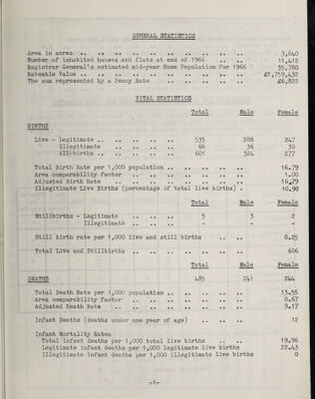 GENERAL STATISTICS
Area in acres .. .. .. .. .. .. .. .. 3,640
Number of inhabited houses and flats at end of 1966 .. .. 11,412
Registrar General's estimated mid-year Home Population for 1966 35,780
Rateable Value .. .. .. .. .. .. .. .. £1,759,432
The sum represented by a Penny Rate .. .. .. .. £6,822
VITAL STATISTICS
Total Male Female
BIRTHS
Live - Legitimate .. .. .. .. .. 535 288 247
Illegitimate .. .. .. .. 66 36 30
All births .. .. .. .. 601 324 277
Total Birth Rate per 1,000 population .. .. .. .. 16.79
Area comparability factor .. .. .. .. .. 1.00
Adjusted Birth Rate .. .. .. .. .. .. 16.79
Illegitimate Live Births (percentage of total live births) . 10.98
Total Male Female
Stillbirths - Legitimate .. .. .. .. 5 3 2
Illegitimate .. .. .. .. - - -
Still birth rate per 1,000 live and still births .. .. 8.25
Total Live and Stillbirths .. .. .. .. .. 606
Total Male Female
DEATHS 485 241 244
Total Death Rate per 1,000 population .. .. .. .. 13.55
Area comparability factor .. .. .. .. .. 0.67
Adjusted Death Rate .. .. .. .. .. .. 9.17
Infant Deaths (deaths under one year of age) .. .. 12
Infant Mortality Rates
Total infant deaths per 1,000 total live births .. .. 19.96
Legitimate infant deaths per 1,000 legitimate live births 22.43
Illegitimate infant deaths per 1,000 illegitimate live births 0